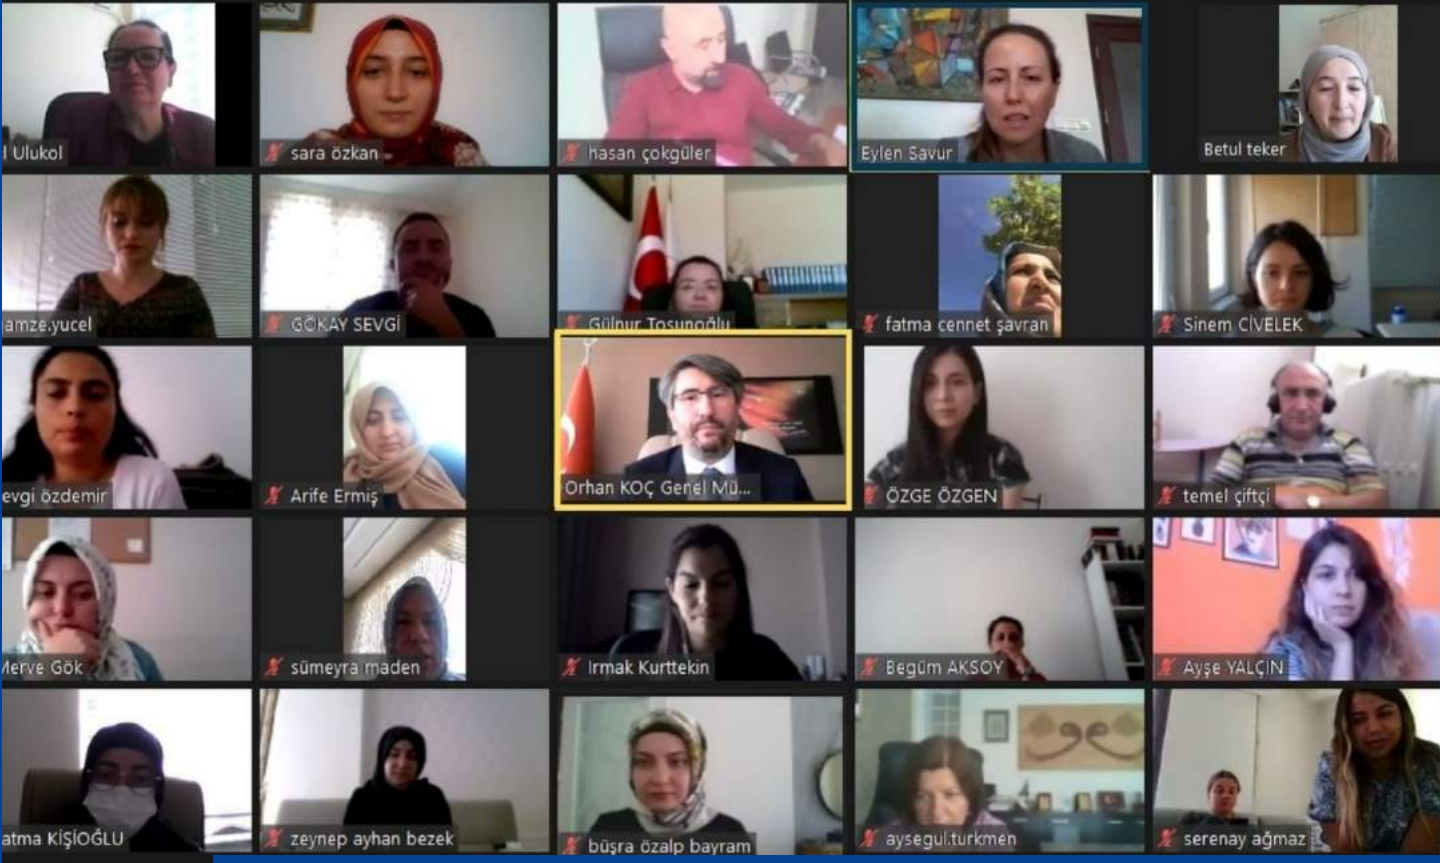 l Ulukol
sara özkan
hasan çokgüler
Eylen Savur
Betul teker
amze.yucel
GÖKAY SEVGİ
Gülnur Tosunoğlu
fatma cennet şavran
Sinem CİVELEK
evgi özdemir
Arife Ermiş
Orhan KOÇ Genel Mü...
ÖZGE ÖZGEN
temel çiftçi
Merve Gök
sümeyra maden
Irmak Kurttekin
Begüm AKSOY
Ayşe YALÇIN
atma KİŞİOĞLU
zeynep ayhan bezek
büşra özalp bayram
aysegul.turkmen
serenay ağmaz